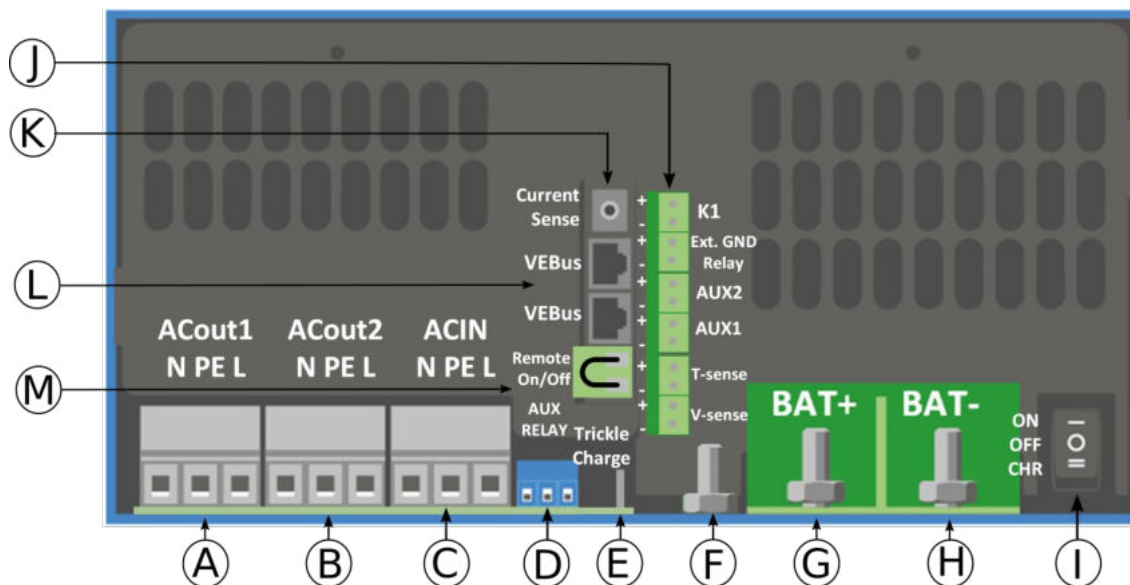 J
K
Current
Sense
+
-
K1
+
-
Ext. GND
Relay
VEBus
L
+
-
AUX2
VEBus
+
-
AUX1
ACout1
N PE L
ACout2
N PE L
ACIN
N PE L
M
Remote
On/Off
+
-
T-sense
AUX
RELAY
+
-
V-sense
Trickle
Charge
BAT+
BAT-
ON
OFF
CHR
A
B
C
D
E
F
G
H
I